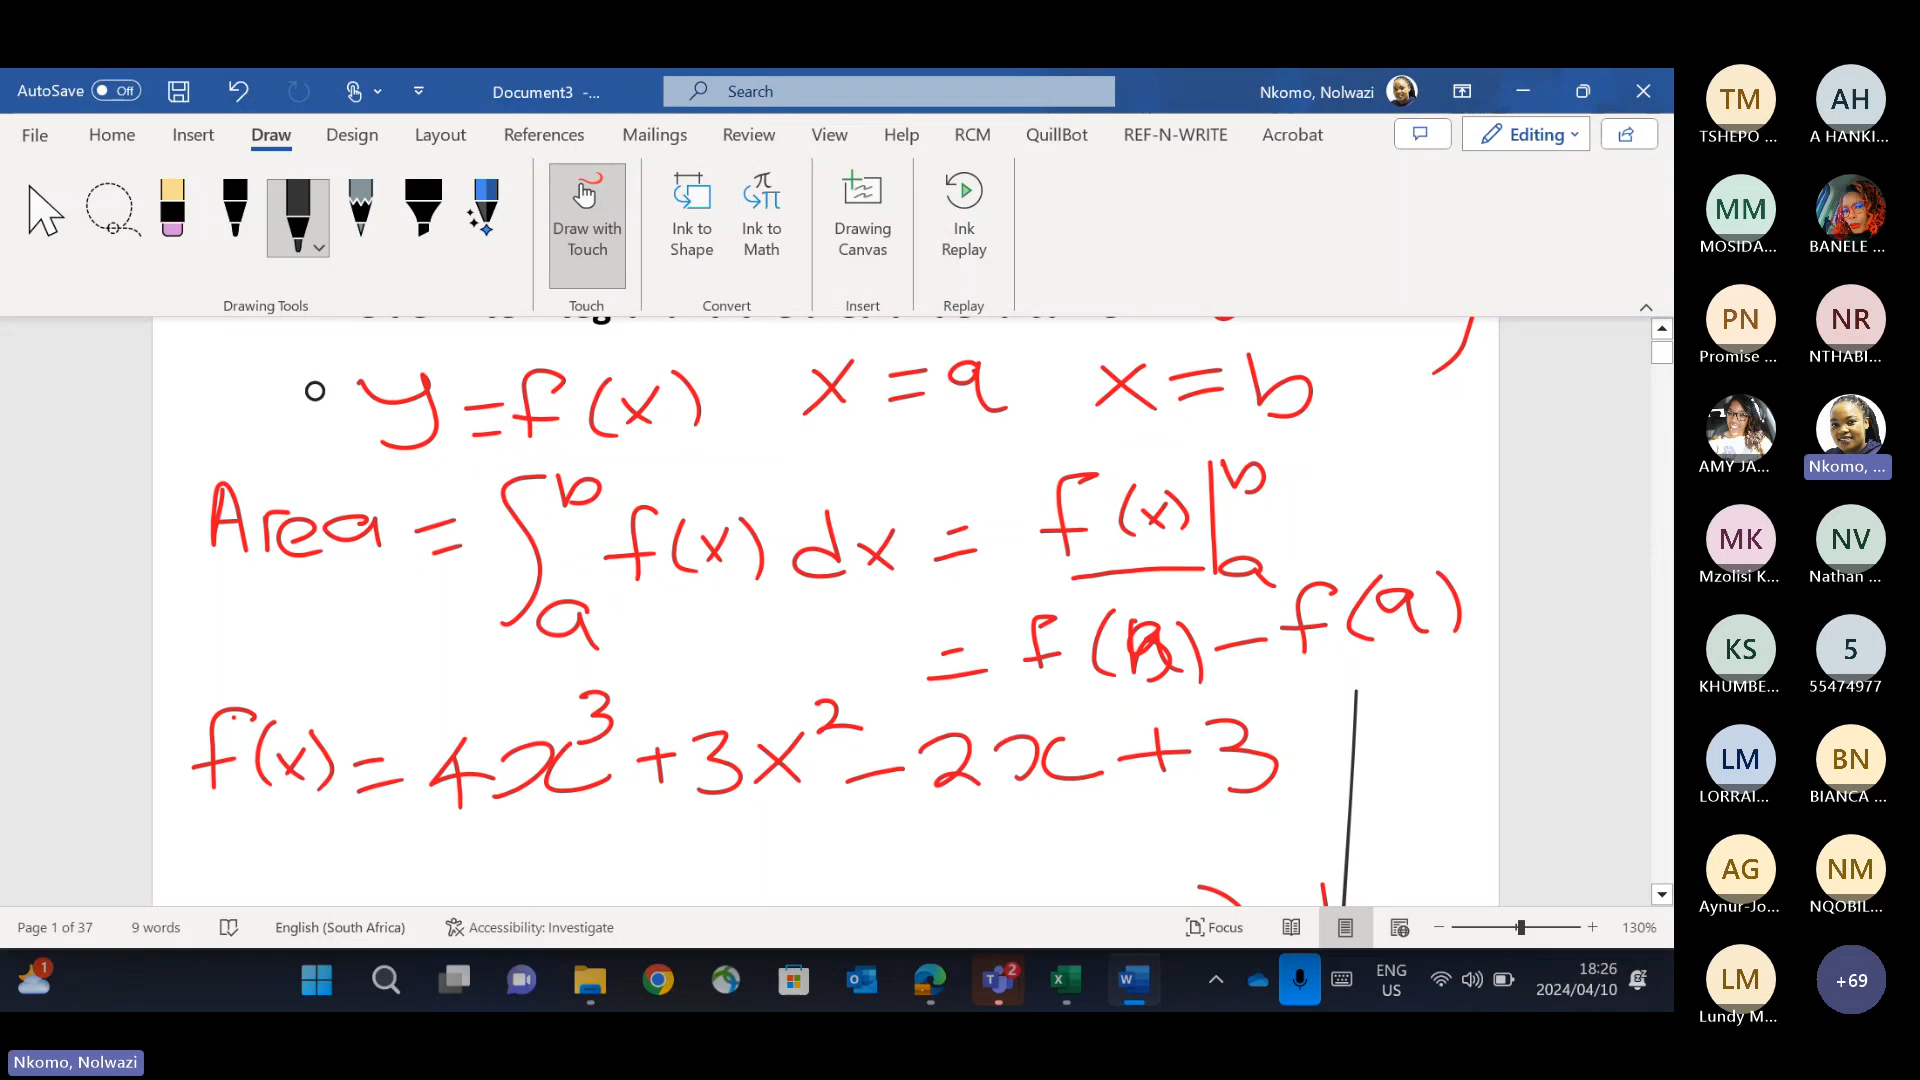 AutoSave Off Document3 -... Search Nkomo, Nolwazi
File Home Insert Draw Design Layout References Mailings Review View Help RCM QuillBot REF-N-WRITE Acrobat Editing
Draw with Touch
Ink to Shape
Ink to Math
Drawing Canvas
Ink Replay
Drawing Tools Touch Convert Insert Replay
y = f(x) x = a x = b
Area = ∫_a^b f(x) dx = f(x)|_a^b
= f(b) - f(a)
f(x) = 4x³ + 3x² - 2x + 3
Page 1 of 37 9 words English (South Africa) Accessibility: Investigate Focus 130%
1 2 ENG US 18:26 2024/04/10
Nkomo, Nolwazi
TM AH
TSHEPO ... A HANKI...
MM
MOSIDA... BANELE ...
PN NR
Promise ... NTHABI...
AMY JA... Nkomo, ...
MK NV
Mzolisi K... Nathan ...
KS 5
KHUMBE... 55474977
LM BN
LORRAI... BIANCA ...
AG NM
Aynur-Jo... NQOBIL...
LM +69
Lundy M...